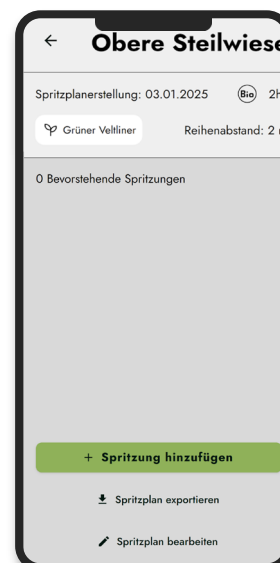 Obere Steilwiese
Spritzplanerstellung: 03.01.2025 Bio 2h
Grüner Veltliner Reihenabstand: 2
0 Bevorstehende Spritzungen
+ Spritzung hinzufügen
Spritzplan exportieren
Spritzplan bearbeiten